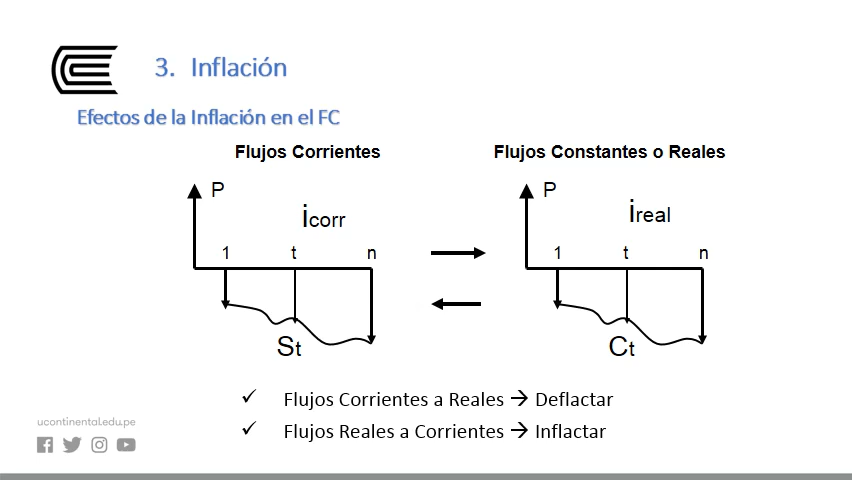 3. Inflación
Efectos de la Inflación en el FC
Flujos Corrientes
Flujos Constantes o Reales
P
icorr
1 t n
St
P
ireal
1 t n
Ct
✓ Flujos Corrientes a Reales → Deflactar
✓ Flujos Reales a Corrientes → Inflactar
ucontinental.edu.pe